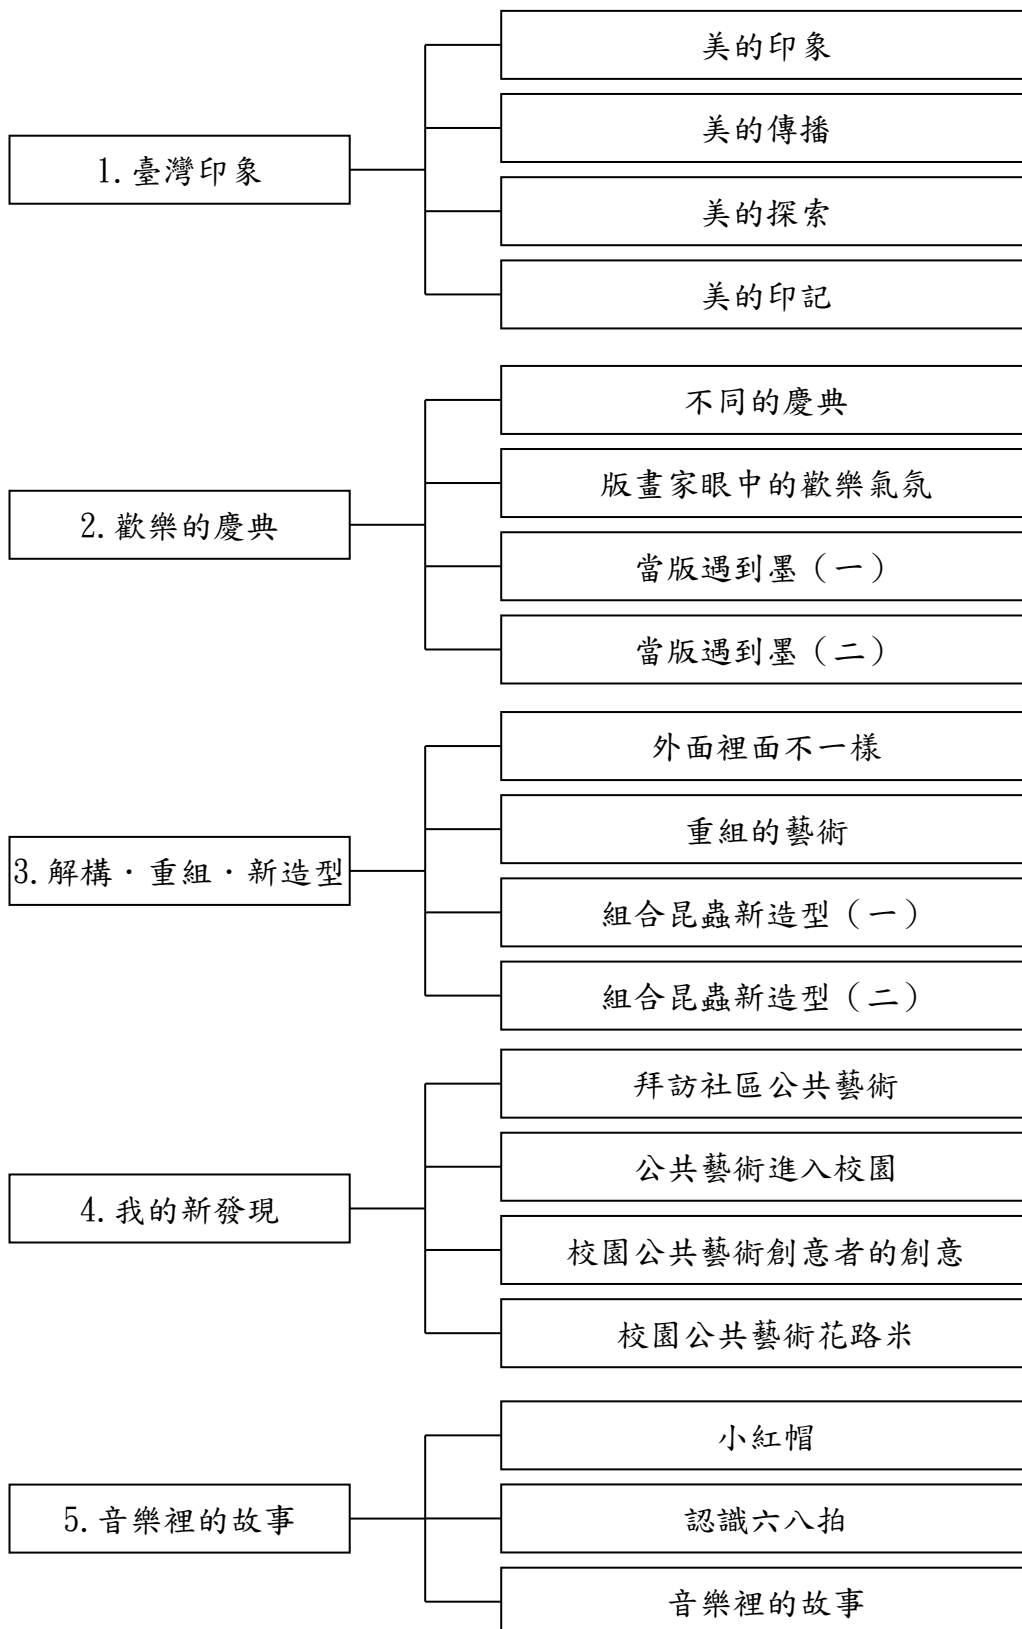 1.臺灣印象
美的印象
美的傳播
美的探索
美的印記
2.歡樂的慶典
不同的慶典
版畫家眼中的歡樂氣氛
當版遇到墨（一）
當版遇到墨（二）
3.解構．重組．新造型
外面裡面不一樣
重組的藝術
組合昆蟲新造型（一）
組合昆蟲新造型（二）
4.我的新發現
拜訪社區公共藝術
公共藝術進入校園
校園公共藝術創意者的創意
校園公共藝術花路米
5.音樂裡的故事
小紅帽
認識六八拍
音樂裡的故事